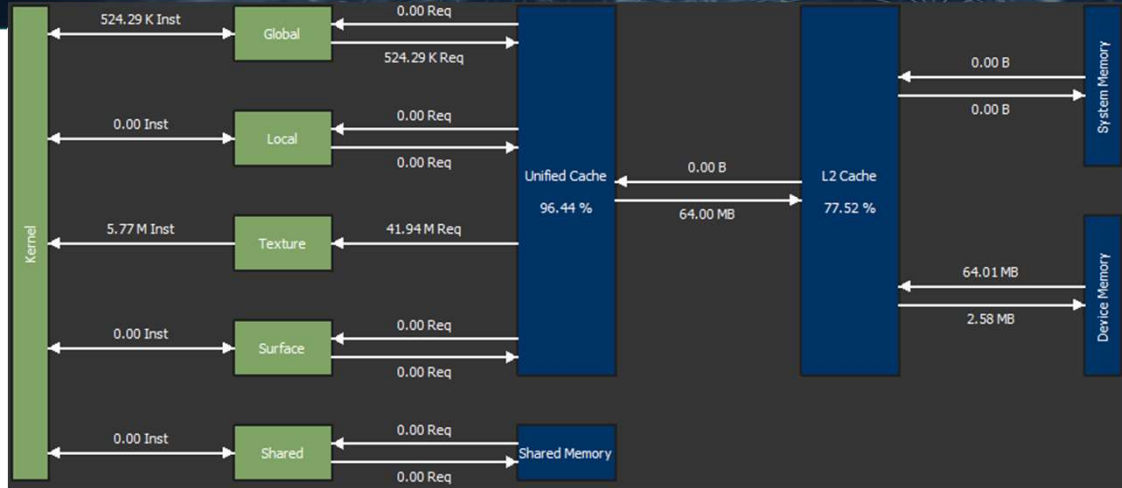 Kernel
524.29 K Inst
Global
0.00 Req
524.29 K Req
0.00 Inst
Local
0.00 Req
0.00 Req
5.77 M Inst
Texture
41.94 M Req
0.00 Inst
Surface
0.00 Req
0.00 Req
0.00 Inst
Shared
0.00 Req
0.00 Req
Unified Cache
96.44 %
Shared Memory
0.00 B
64.00 MB
L2 Cache
77.52 %
0.00 B
0.00 B
System Memory
64.01 MB
2.58 MB
Device Memory